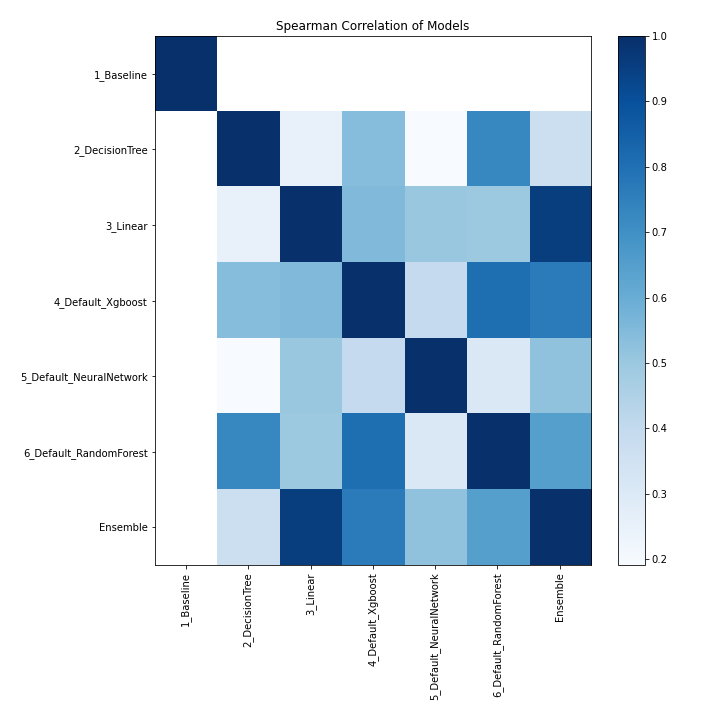 Spearman Correlation of Models
1_Baseline
2_DecisionTree
3_Linear
4_Default_Xgboost
5_Default_NeuralNetwork
6_Default_RandomForest
Ensemble
1_Baseline
2_DecisionTree
3_Linear
4_Default_Xgboost
5_Default_NeuralNetwork
6_Default_RandomForest
Ensemble
1.0
0.9
0.8
0.7
0.6
0.5
0.4
0.3
0.2